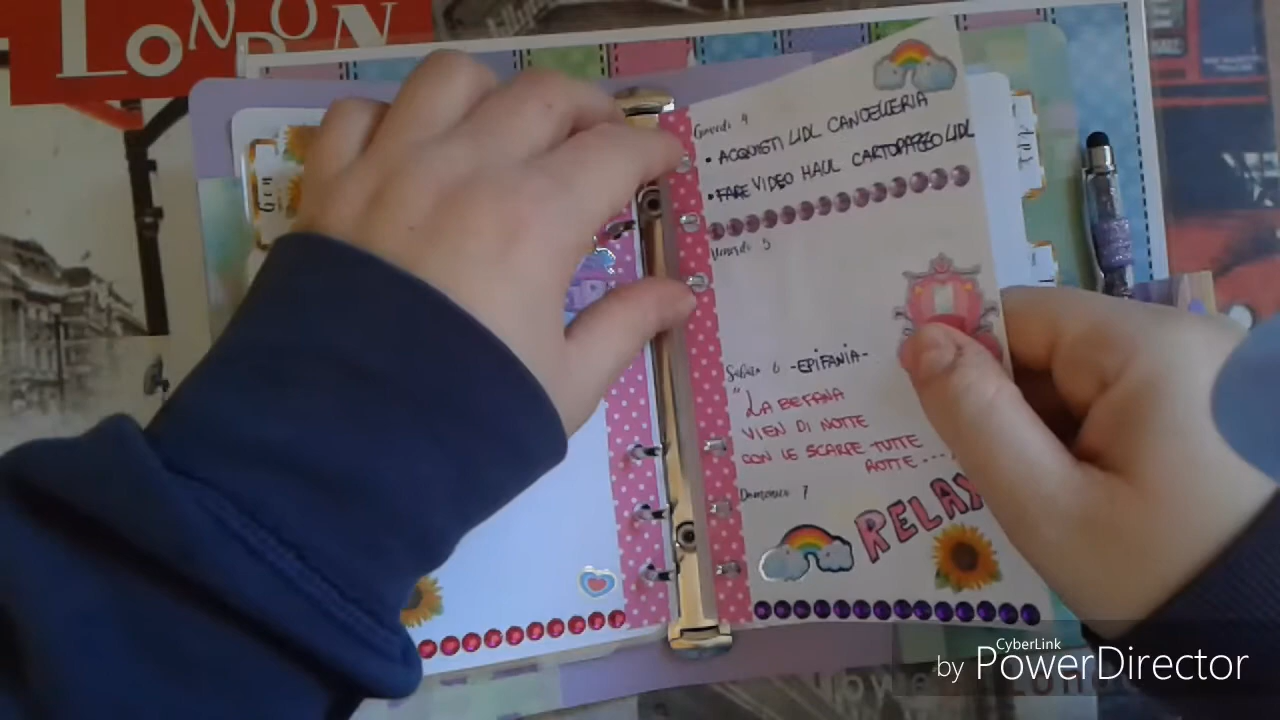 LONDON
Giovedì 4
• ACQUISTI LIDL CANCELLERIA
• FARE VIDEO HAUL CARTOPAZZO LIDL
Venerdì 5
Sabato 6 -EPIFANIA-
"LA BEFANA
VIEN DI NOTTE
CON LE SCARPE TUTTE
ROTTE...
Domenica 7
RELAX
CyberLink
by PowerDirector